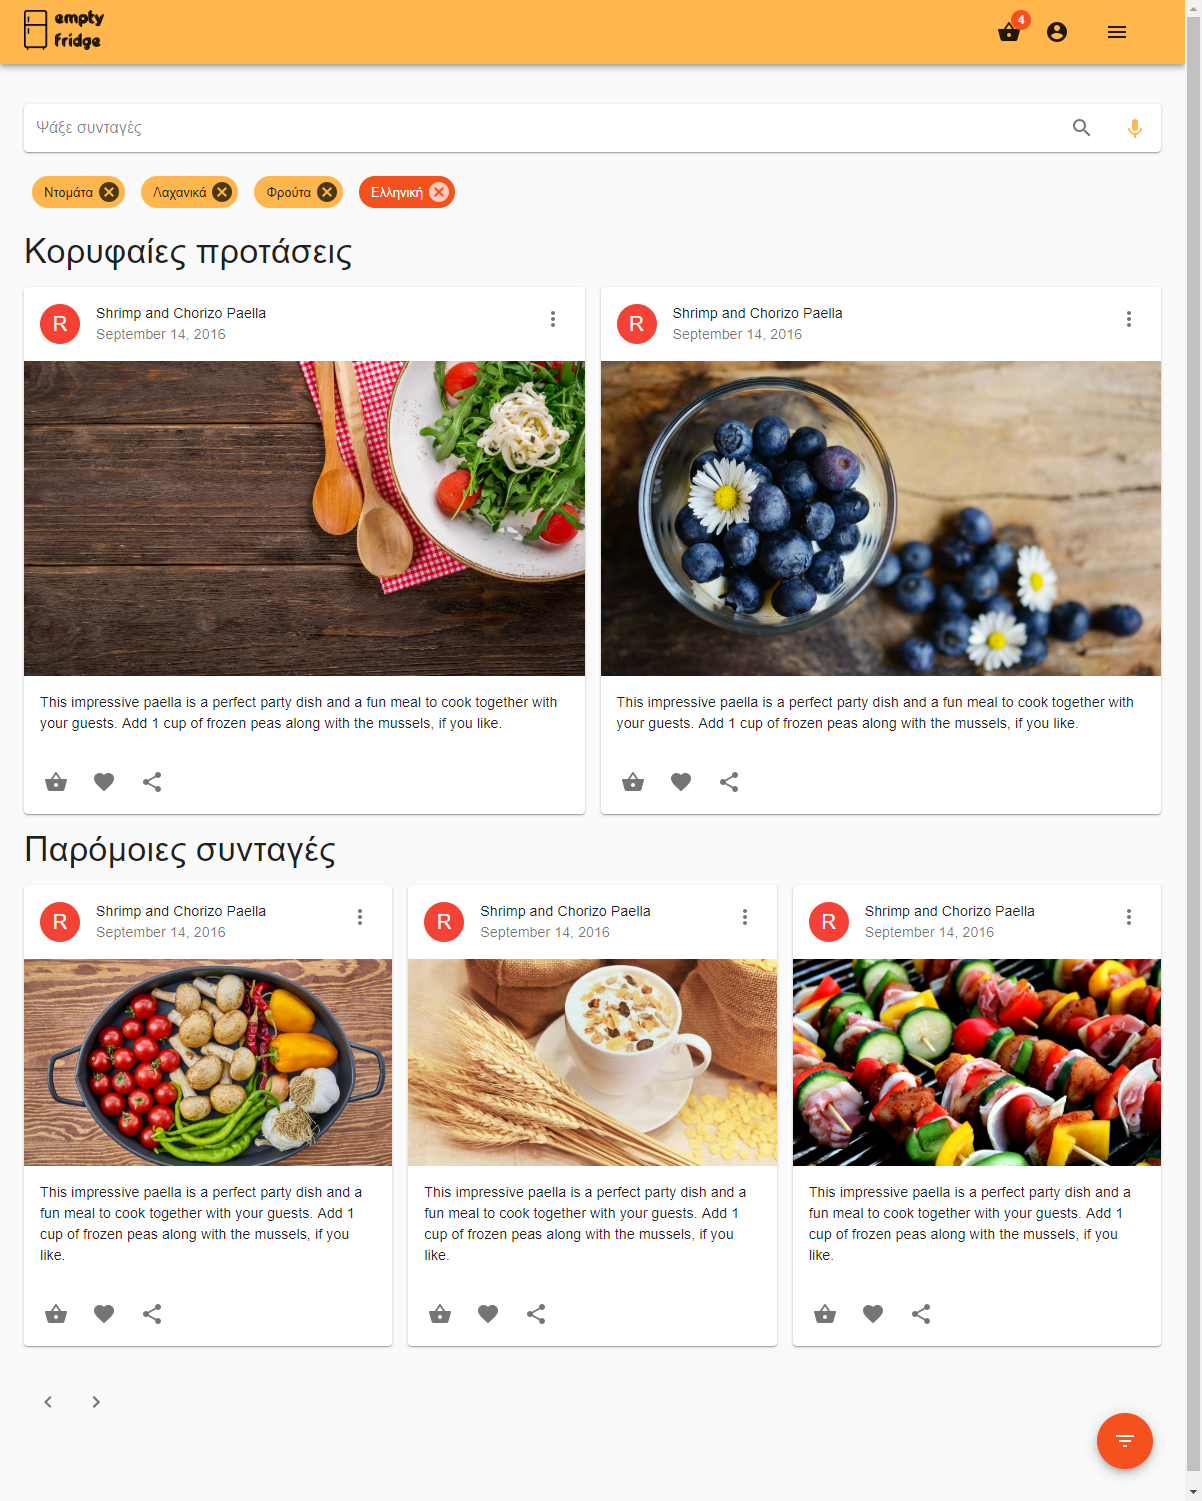 empty
fridge
4
Ψάξε συνταγές
Ντομάτα
Λαχανικά
Φρούτα
Ελληνική
Κορυφαίες προτάσεις
R
Shrimp and Chorizo Paella
September 14, 2016
This impressive paella is a perfect party dish and a fun meal to cook together with
your guests. Add 1 cup of frozen peas along with the mussels, if you like.
R
Shrimp and Chorizo Paella
September 14, 2016
This impressive paella is a perfect party dish and a fun meal to cook together with
your guests. Add 1 cup of frozen peas along with the mussels, if you like.
Παρόμοιες συνταγές
R
Shrimp and Chorizo Paella
September 14, 2016
This impressive paella is a perfect party dish and a
fun meal to cook together with your guests. Add 1
cup of frozen peas along with the mussels, if you
like.
R
Shrimp and Chorizo Paella
September 14, 2016
This impressive paella is a perfect party dish and a
fun meal to cook together with your guests. Add 1
cup of frozen peas along with the mussels, if you
like.
R
Shrimp and Chorizo Paella
September 14, 2016
This impressive paella is a perfect party dish and a
fun meal to cook together with your guests. Add 1
cup of frozen peas along with the mussels, if you
like.